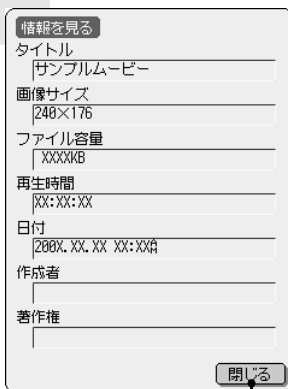 情報を見る
タイトル
サンプルムービー
画像サイズ
240×176
ファイル容量
XXXXKB
再生時間
XX:XX:XX
日付
200X.XX.XX XX:XX
作成者
著作権
閉じる